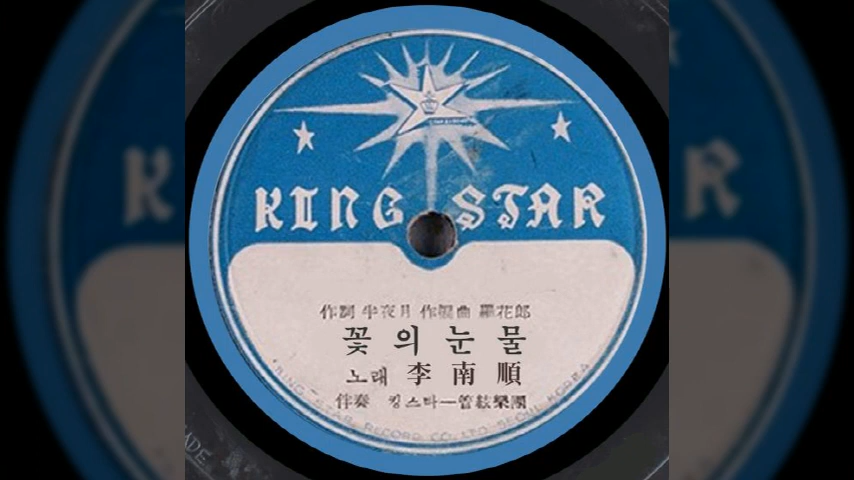 KING STAR
作詞 半夜月 作編曲 羅花郎
꽃의눈물
노래 李南順
伴奏 킹스타—管絃樂團
KING-STAR RECORD CO., LTD. SEOUL KOREA